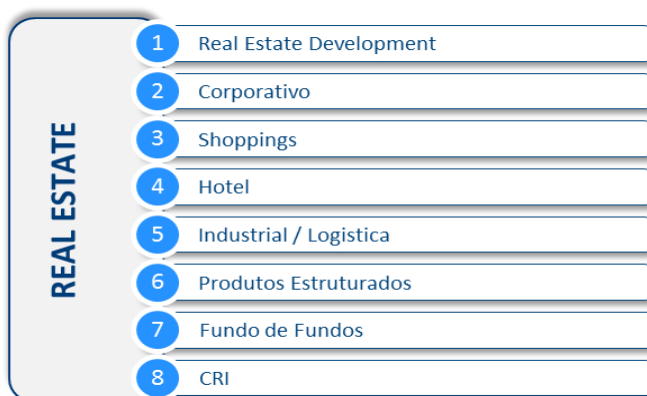 REAL ESTATE
1 Real Estate Development
2 Corporativo
3 Shoppings
4 Hotel
5 Industrial / Logistica
6 Produtos Estruturados
7 Fundo de Fundos
8 CRI